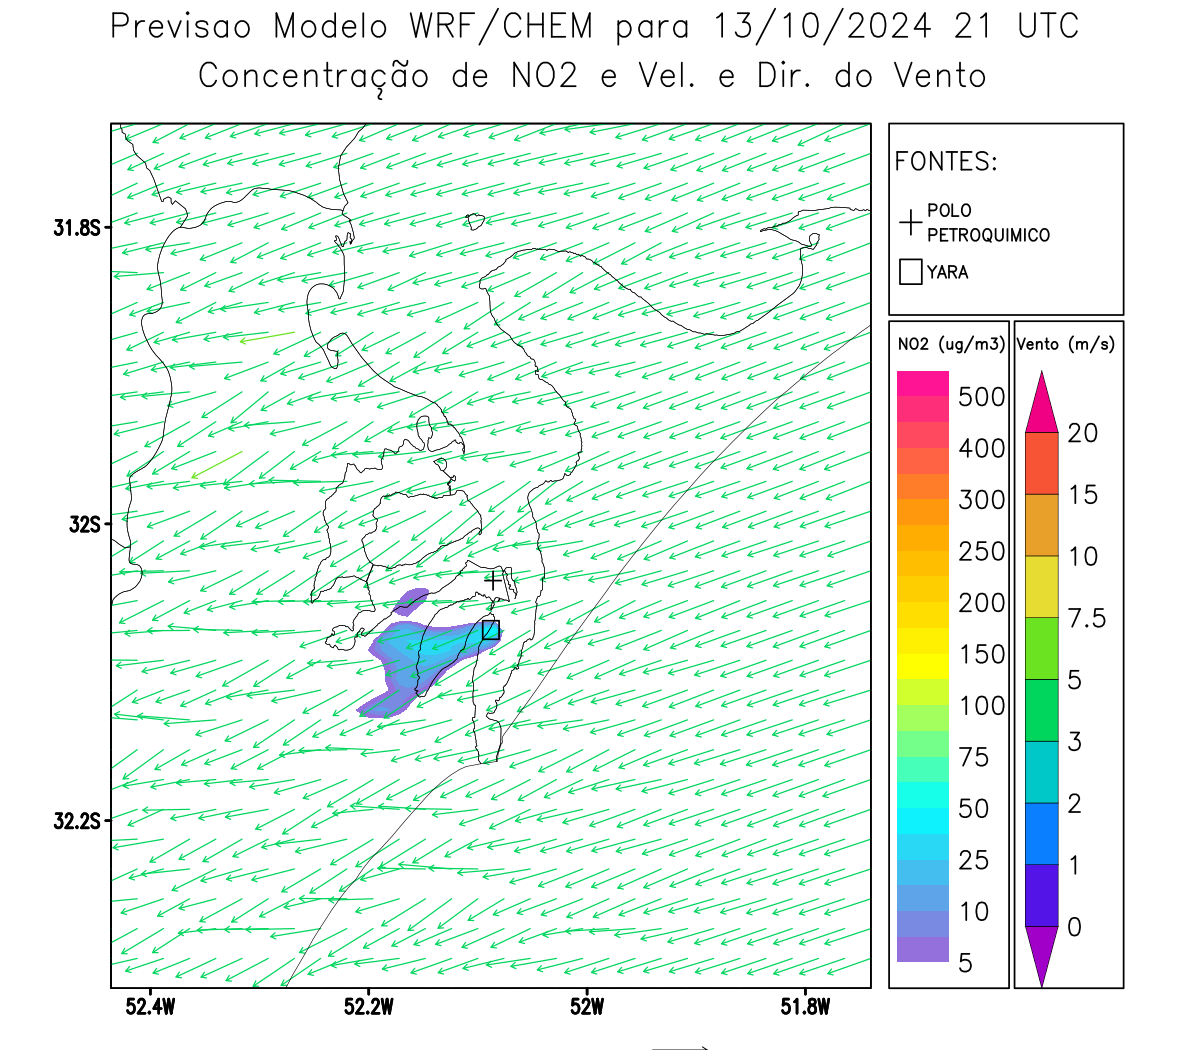 Previsao Modelo WRF/CHEM para 13/10/2024 21 UTC
Concentração de NO2 e Vel. e Dir. do Vento
FONTES:
POLO
PETROQUIMICO
YARA
NO2 (ug/m3)
500
400
300
250
200
150
100
75
50
25
10
5
Vento (m/s)
20
15
10
7.5
5
3
2
1
0
31.8S
32S
32.2S
52.4W
52.2W
52W
51.8W